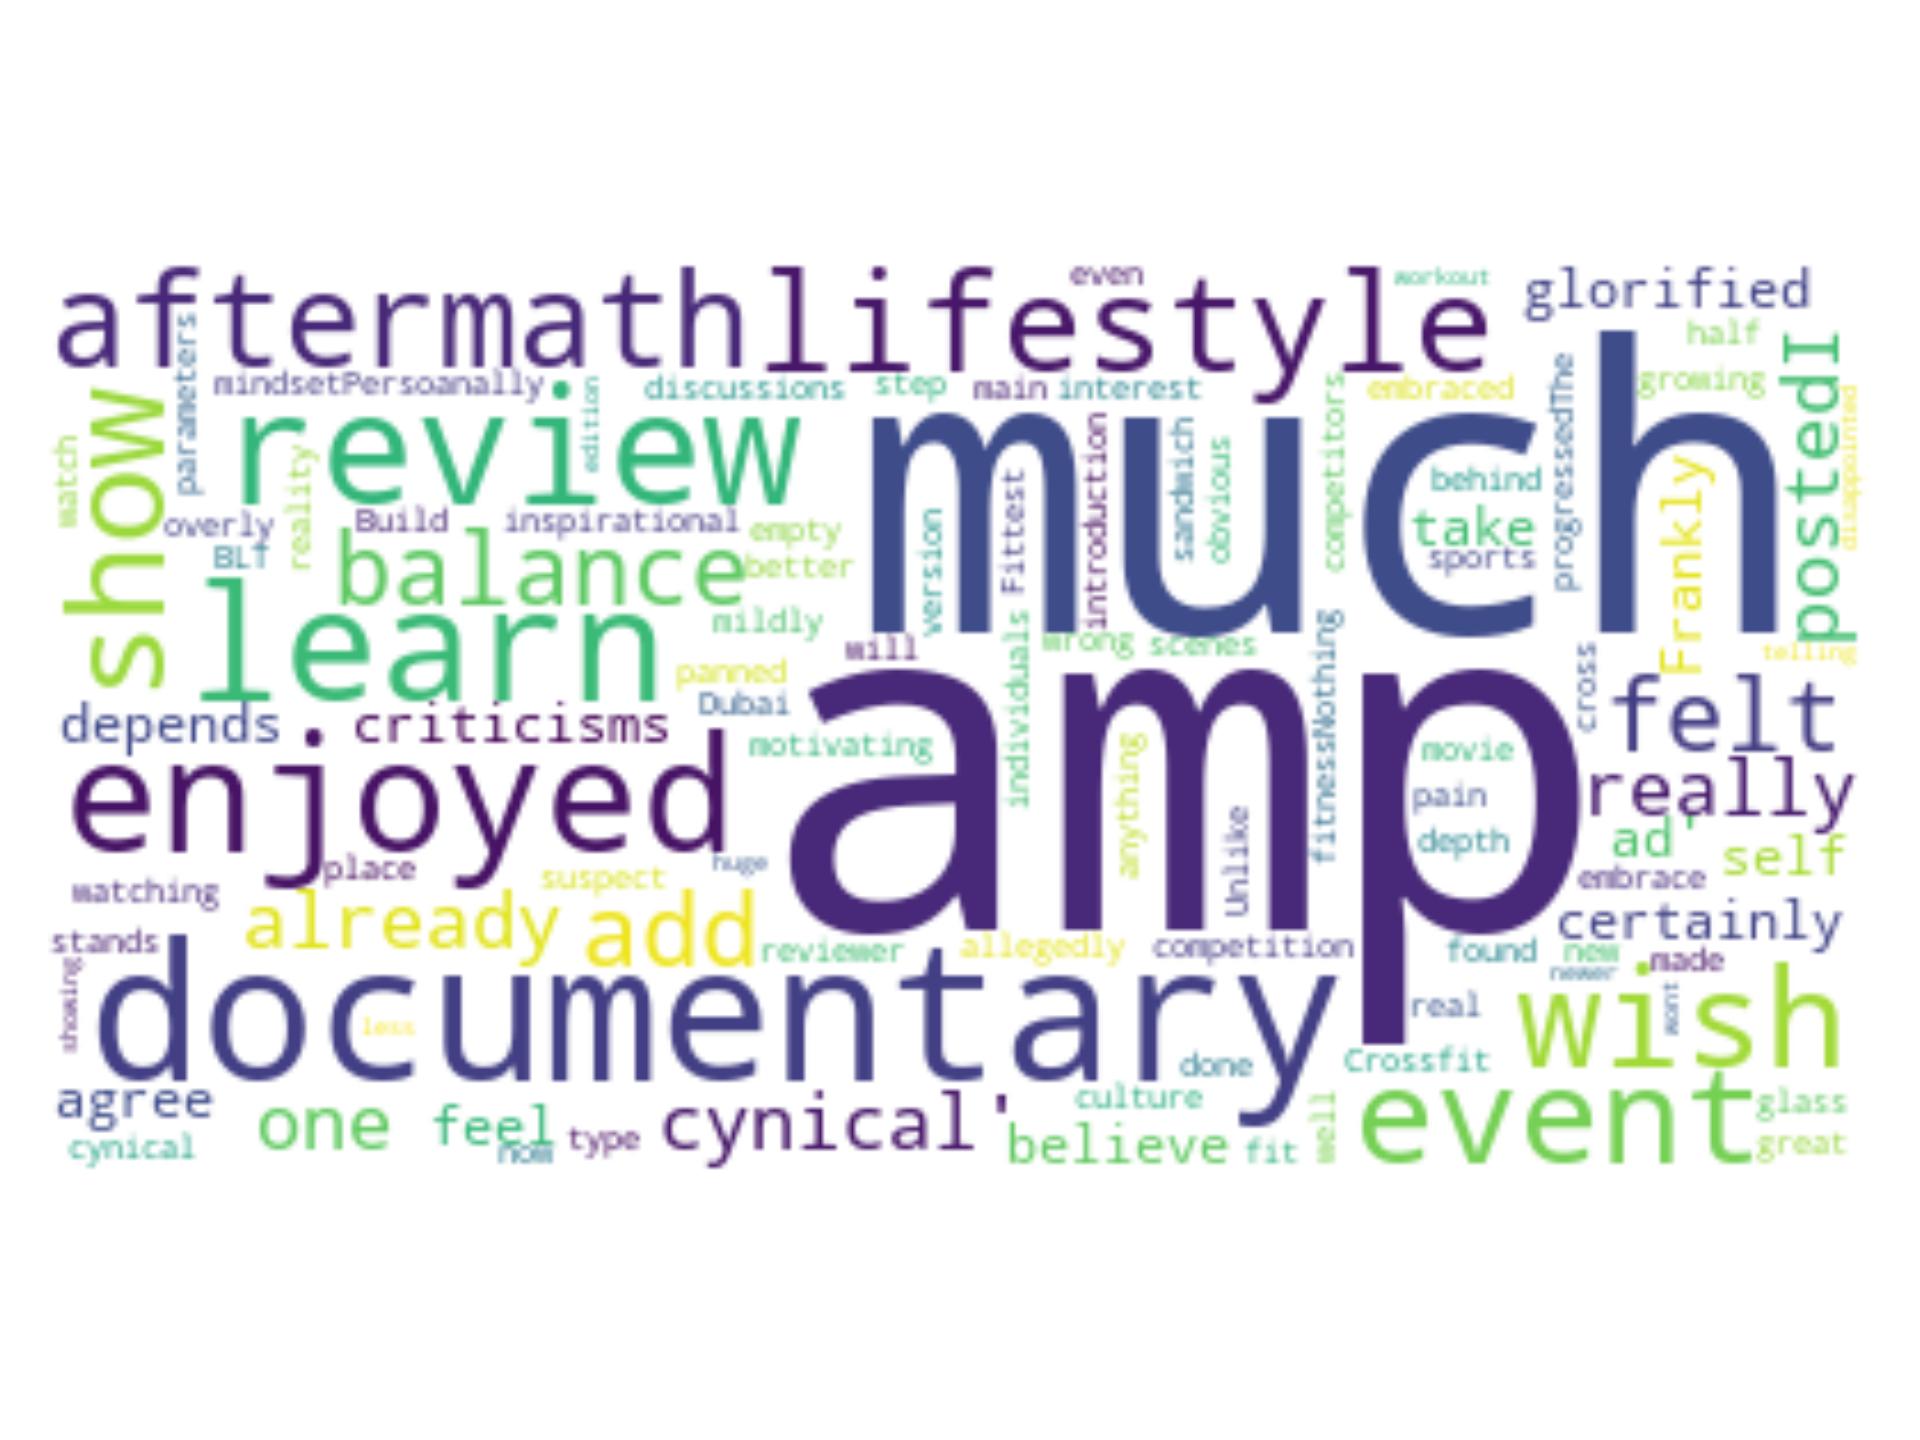 aftermath lifestyle even workout glorified
parameters mindsetPersoanally edition discussions step main interest embraced half growing postedI
show watch review reality much competitors behind progressedThe disappointed
overly Build inspirational empty version Fittest introduction sandwich obvious take Frankly
BLf balance better sports
learn mildly will wrong scenes cross telling
panned Dubai individuals fitnessNothing felt
depends criticisms motivating amp anything movie
enjoyed pain really
place huge Unlike depth ad' self
watching suspect embrace
already add certainly
stands reviewer allegedly competition found new made
showing documentary less newer real wish wont
done Crossfit
agree one feel type cynical' culture event glass
cynical now believe fit well great